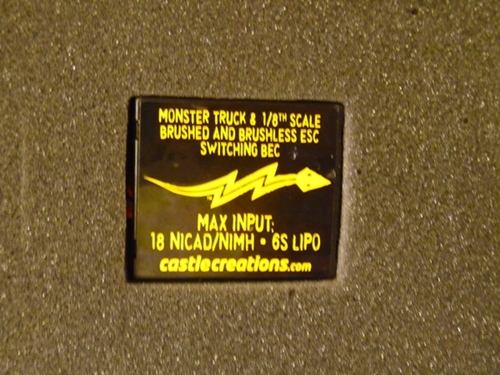 MONSTER TRUCK & 1/8TH SCALE
BRUSHED AND BRUSHLESS ESC
SWITCHING BEC
MAX INPUT:
18 NICAD/NIMH • 6S LIPO
castlecreations.com